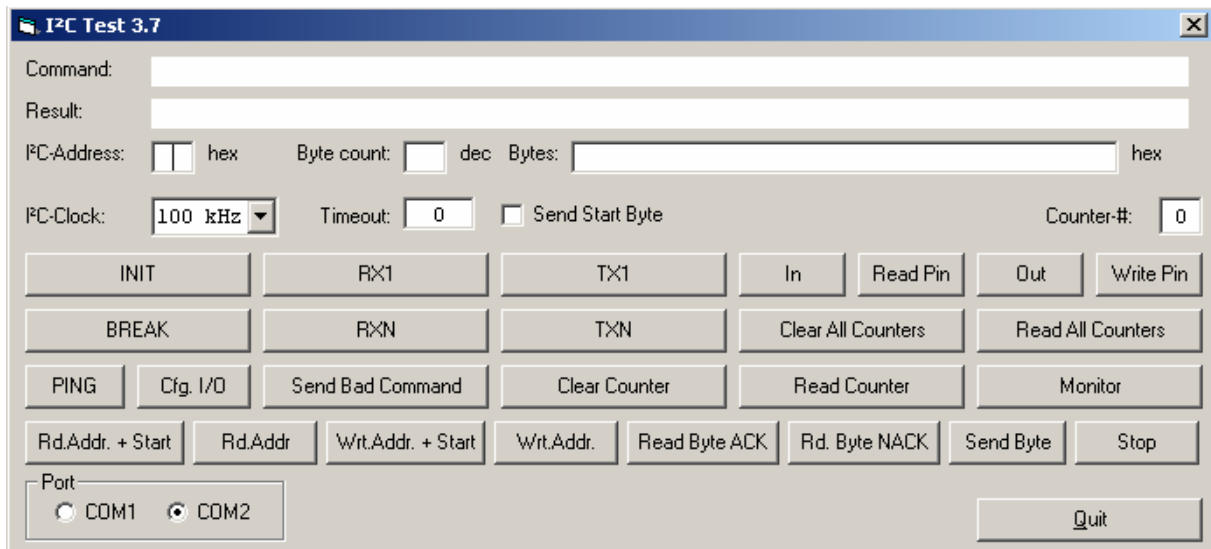 I²C Test 3.7
Command:
Result:
I²C-Address: hex Byte count: dec Bytes: hex
I²C-Clock: 100 kHz Timeout: 0 Send Start Byte Counter-#: 0
INIT RX1 TX1 In Read Pin Out Write Pin
BREAK RXN TXN Clear All Counters Read All Counters
PING Cfg. I/O Send Bad Command Clear Counter Read Counter Monitor
Rd.Addr. + Start Rd.Addr Wrt.Addr. + Start Wrt.Addr. Read Byte ACK Rd. Byte NACK Send Byte Stop
Port
COM1 COM2
Quit